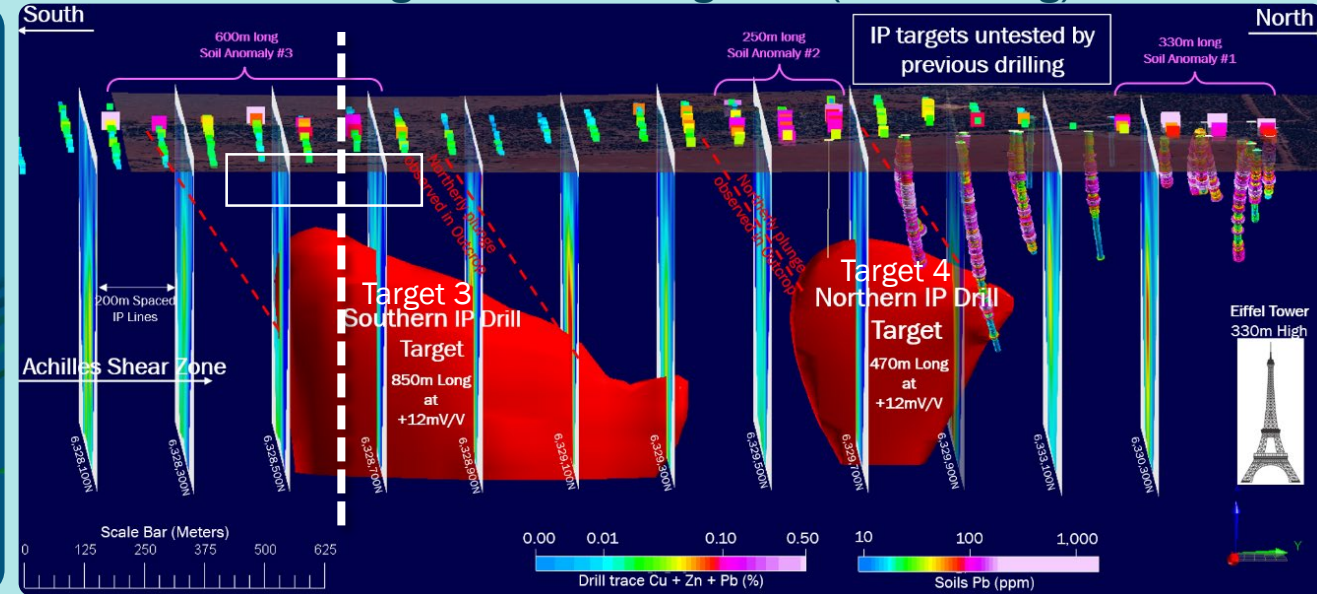 South
North
600m long
Soil Anomaly #3
250m long
Soil Anomaly #2
IP targets untested by
previous drilling
330m long
Soil Anomaly #1
Northerly plunge
observed in Outcrop
Northerly plunge
observed in Outcrop
200m Spaced
IP Lines
Target 3
Southern IP Drill
Target
850m Long
at
+12mV/V
Target 4
Northern IP Drill
Target
470m Long
at
+12mV/V
Eiffel Tower
330m High
Achilles Shear Zone
6,328,100N
6,328,300N
6,328,500N
6,328,700N
6,328,900N
6,329,100N
6,329,300N
6,329,500N
6,329,700N
6,329,900N
6,333,100N
6,330,300N
Scale Bar (Meters)
0 125 250 375 500 625
0.00 0.01 0.10 0.50
Drill trace Cu + Zn + Pb (%)
10 100 1,000
Soils Pb (ppm)
Y